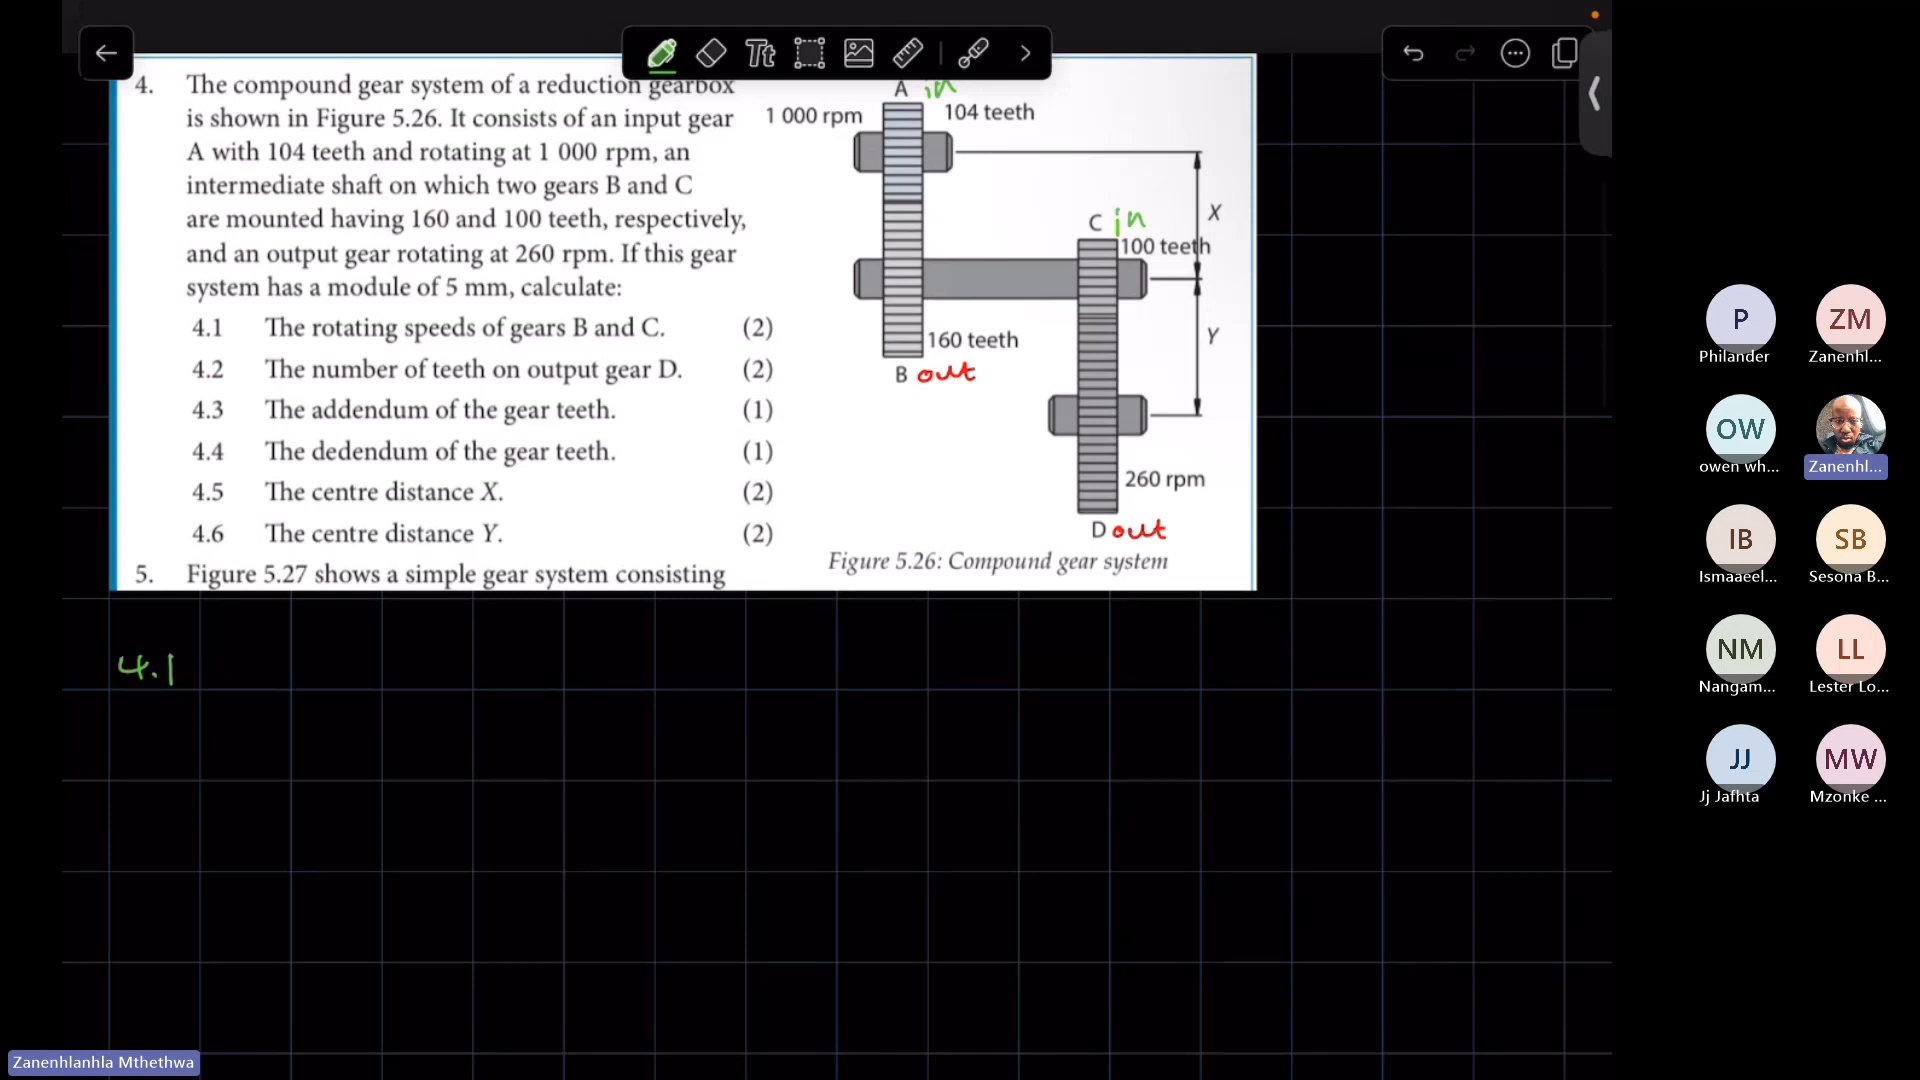 Tt
4. The compound gear system of a reduction gearbox
is shown in Figure 5.26. It consists of an input gear
A with 104 teeth and rotating at 1 000 rpm, an
intermediate shaft on which two gears B and C
are mounted having 160 and 100 teeth, respectively,
and an output gear rotating at 260 rpm. If this gear
system has a module of 5 mm, calculate:
4.1 The rotating speeds of gears B and C. (2)
4.2 The number of teeth on output gear D. (2)
4.3 The addendum of the gear teeth. (1)
4.4 The dedendum of the gear teeth. (1)
4.5 The centre distance X. (2)
4.6 The centre distance Y. (2)
5. Figure 5.27 shows a simple gear system consisting
A in
1 000 rpm
104 teeth
X
C in
100 teeth
Y
160 teeth
B out
260 rpm
D out
Figure 5.26: Compound gear system
4.1
P
Philander
ZM
Zanenhl...
OW
owen wh...
Zanenhl...
IB
Ismaaeel...
SB
Sesona B...
NM
Nangam...
LL
Lester Lo...
JJ
Jj Jafhta
MW
Mzonke ...
Zanenhlanhla Mthethwa